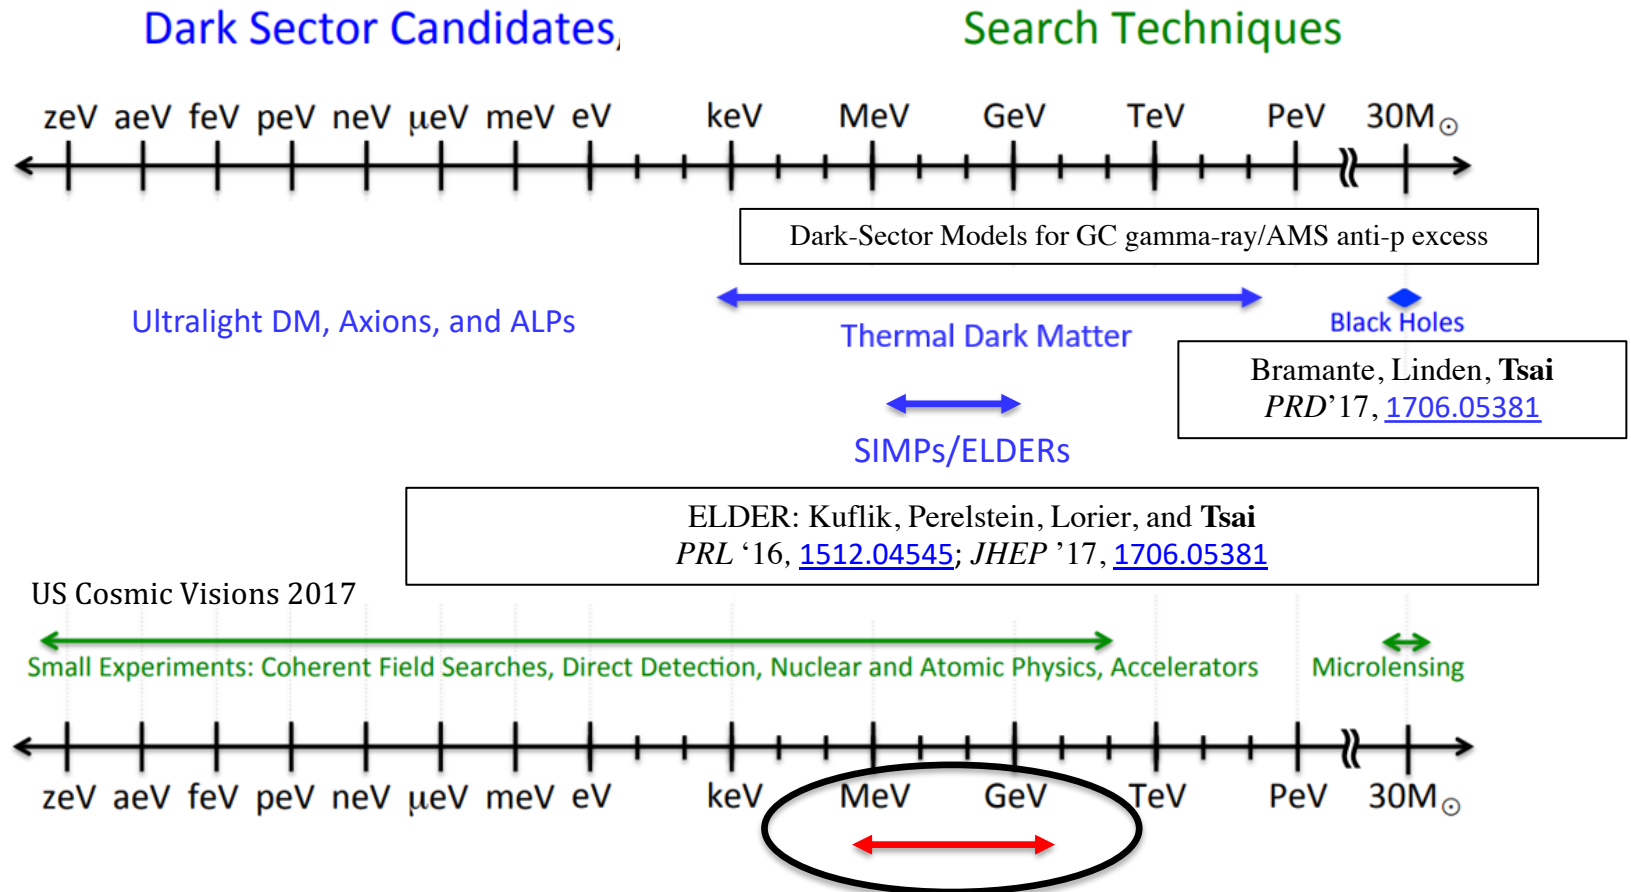 Dark Sector Candidates,
Search Techniques
zeV aeV feV peV neV μeV meV eV keV MeV GeV TeV PeV 30M☉
Dark-Sector Models for GC gamma-ray/AMS anti-p excess
Ultralight DM, Axions, and ALPs
Thermal Dark Matter
Black Holes
Bramante, Linden, Tsai
PRD’17, 1706.05381
SIMPs/ELDERs
ELDER: Kuflik, Perelstein, Lorier, and Tsai
PRL ‘16, 1512.04545; JHEP ’17, 1706.05381
US Cosmic Visions 2017
Small Experiments: Coherent Field Searches, Direct Detection, Nuclear and Atomic Physics, Accelerators
Microlensing
zeV aeV feV peV neV μeV meV eV keV MeV GeV TeV PeV 30M☉